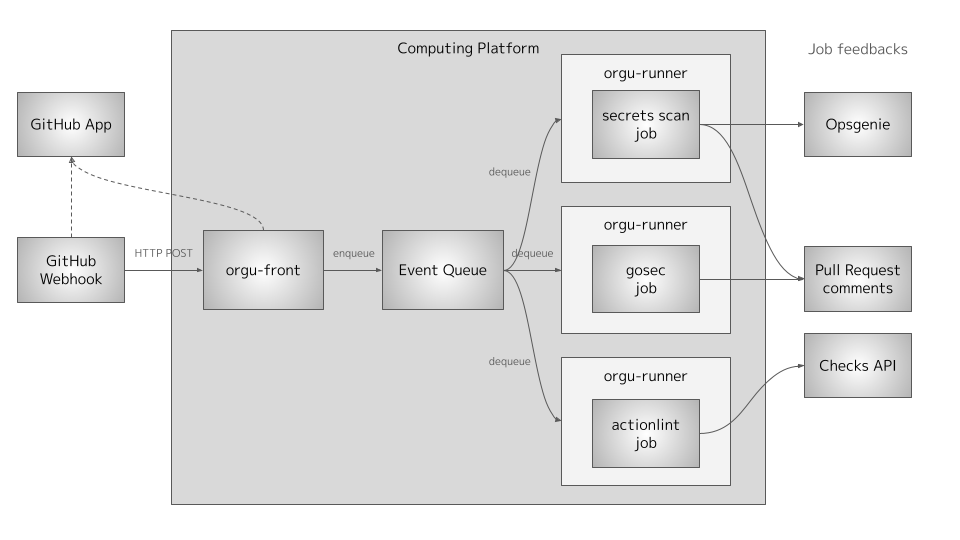 Computing Platform
Job feedbacks
GitHub App
orgu-runner
secrets scan
job
Opsgenie
dequeue
GitHub
Webhook
HTTP POST
orgu-front
enqueue
Event Queue
dequeue
orgu-runner
gosec
job
Pull Request
comments
dequeue
orgu-runner
actionlint
job
Checks API